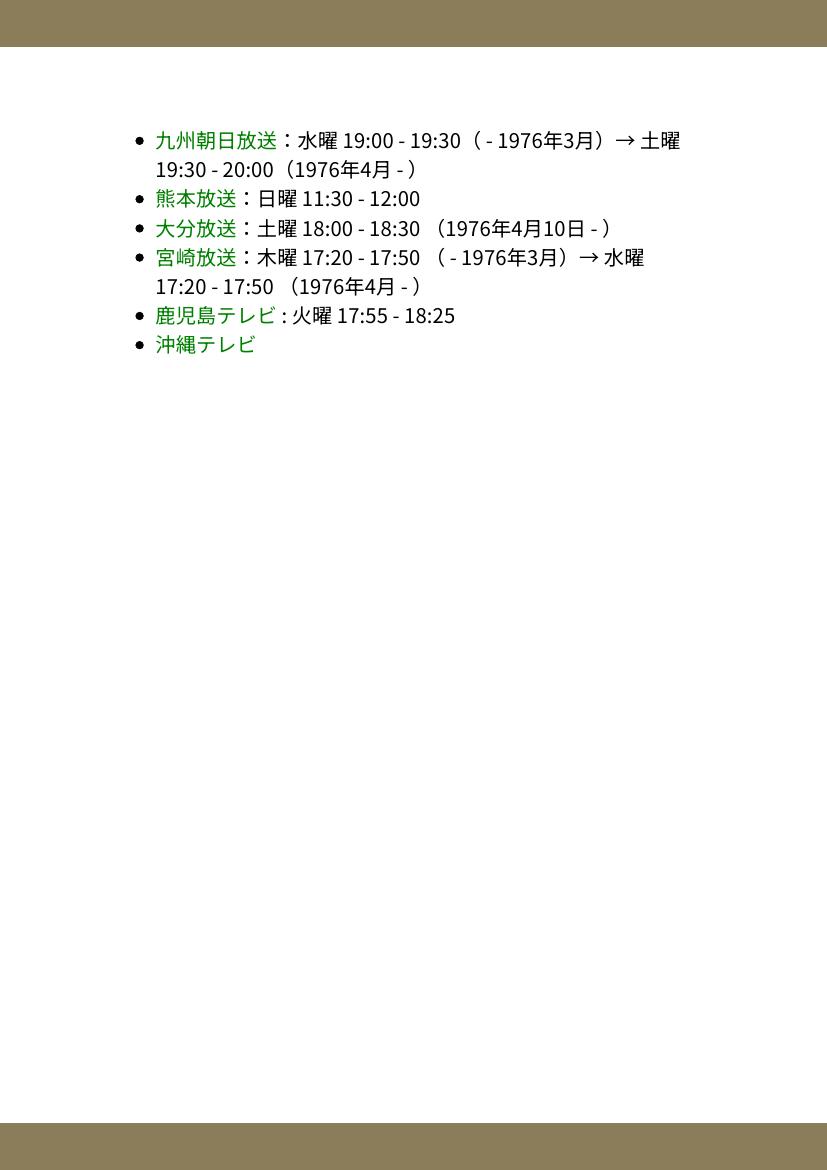 • 九州朝日放送：水曜 19:00 - 19:30（ - 1976年3月）→ 土曜
19:30 - 20:00（1976年4月 - ）
• 熊本放送：日曜 11:30 - 12:00
• 大分放送：土曜 18:00 - 18:30 （1976年4月10日 - ）
• 宮崎放送：木曜 17:20 - 17:50 （ - 1976年3月）→ 水曜
17:20 - 17:50 （1976年4月 - ）
• 鹿児島テレビ : 火曜 17:55 - 18:25
• 沖縄テレビ